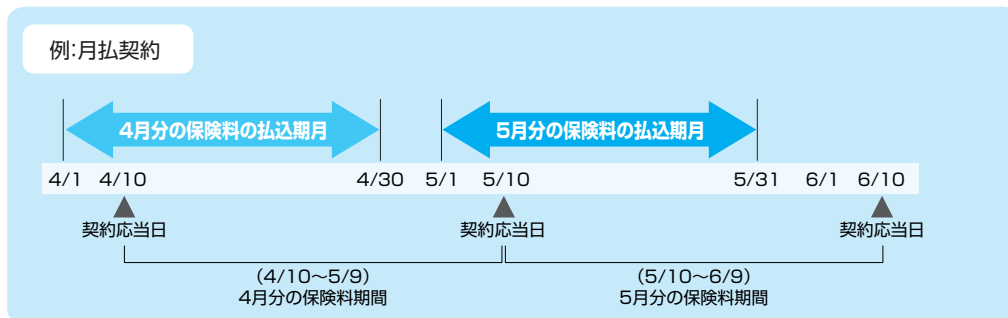 例:月払契約
4月分の保険料の払込期月 5月分の保険料の払込期月
4/1 4/10 4/30 5/1 5/10 5/31 6/1 6/10
契約応当日 契約応当日 契約応当日
(4/10〜5/9) (5/10〜6/9)
4月分の保険料期間 5月分の保険料期間